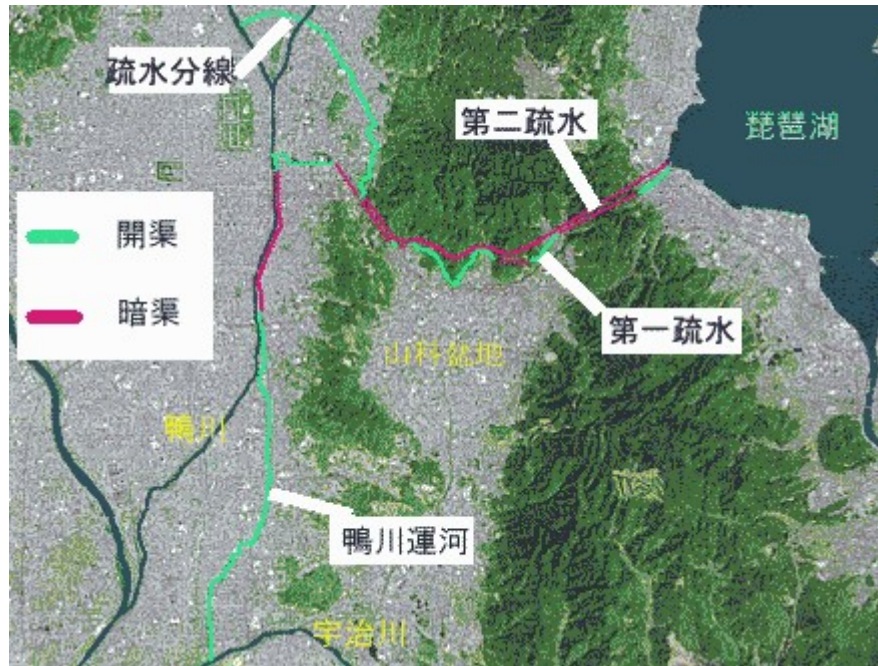 疏水分線
第二疏水
琵琶湖
開渠
暗渠
第一疏水
山科盆地
鴨川
鴨川運河
宇治川